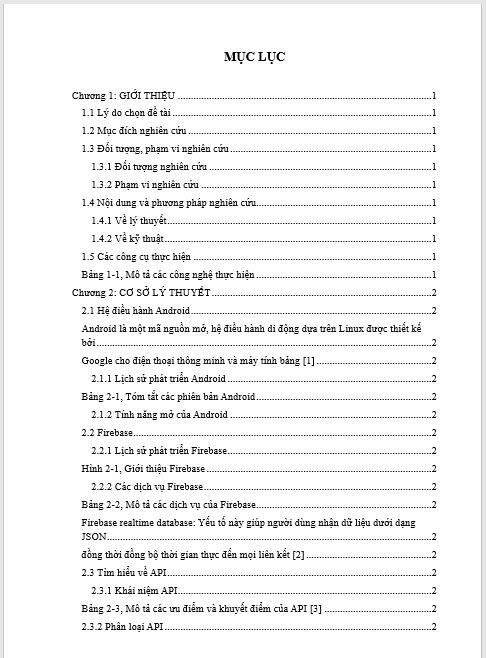 MỤC LỤC
Chương 1: GIỚI THIỆU ........ 1
1.1 Lý do chọn đề tài ........ 1
1.2 Mục đích nghiên cứu ........ 1
1.3 Đối tượng, phạm vi nghiên cứu ........ 1
1.3.1 Đối tượng nghiên cứu ........ 1
1.3.2 Phạm vi nghiên cứu ........ 1
1.4 Nội dung và phương pháp nghiên cứu ........ 1
1.4.1 Về lý thuyết ........ 1
1.4.2 Về kỹ thuật ........ 1
1.5 Các công cụ thực hiện ........ 1
Bảng 1-1, Mô tả các công nghệ thực hiện ........ 1
Chương 2: CƠ SỞ LÝ THUYẾT ........ 2
2.1 Hệ điều hành Android ........ 2
Android là một mã nguồn mở, hệ điều hành di động dựa trên Linux được thiết kế
bởi ........ 2
Google cho điện thoại thông minh và máy tính bảng [1] ........ 2
2.1.1 Lịch sử phát triển Android ........ 2
Bảng 2-1, Tóm tắt các phiên bản Android ........ 2
2.1.2 Tính năng mở của Android ........ 2
2.2 Firebase ........ 2
2.2.1 Lịch sử phát triển Firebase ........ 2
Hình 2-1, Giới thiệu Firebase ........ 2
2.2.2 Các dịch vụ Firebase ........ 2
Bảng 2-2, Mô tả các dịch vụ của Firebase ........ 2
Firebase realtime database: Yếu tố này giúp người dùng nhận dữ liệu dưới dạng
JSON ........ 2
đồng thời đồng bộ thời gian thực đến mọi liên kết [2] ........ 2
2.3 Tìm hiểu về API ........ 2
2.3.1 Khái niệm API ........ 2
Bảng 2-3, Mô tả các ưu điểm và khuyết điểm của API [3] ........ 2
2.3.2 Phân loại API ........ 2